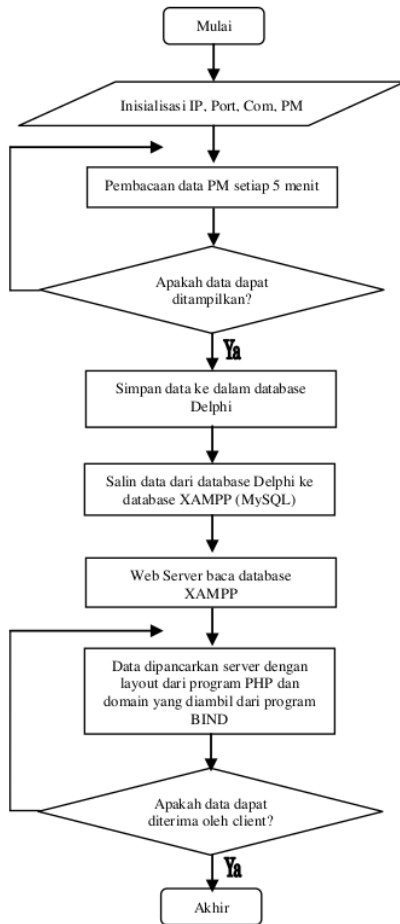 Mulai
Inisialisasi IP, Port, Com, PM
Pembacaan data PM setiap 5 menit
Apakah data dapat
ditampilkan?
Ya
Simpan data ke dalam database
Delphi
Salin data dari database Delphi ke
database XAMPP (MySQL)
Web Server baca database
XAMPP
Data dipancarkan server dengan
layout dari program PHP dan
domain yang diambil dari program
BIND
Apakah data dapat
diterima oleh client?
Ya
Akhir